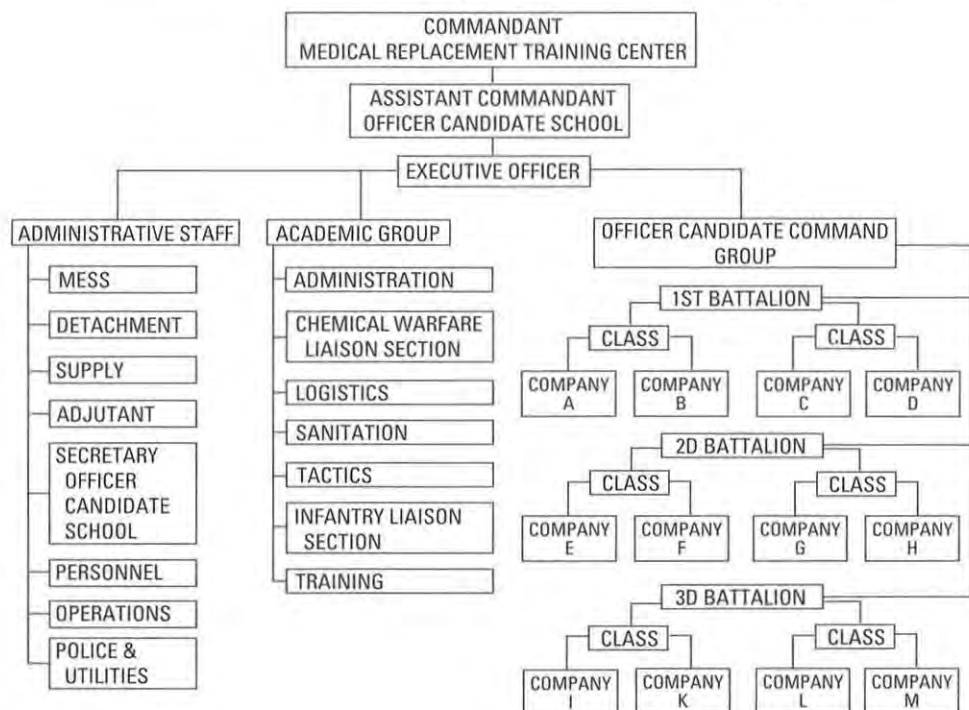 COMMANDANT
MEDICAL REPLACEMENT TRAINING CENTER
ASSISTANT COMMANDANT
OFFICER CANDIDATE SCHOOL
EXECUTIVE OFFICER
ADMINISTRATIVE STAFF
MESS
DETACHMENT
SUPPLY
ADJUTANT
SECRETARY
OFFICER
CANDIDATE
SCHOOL
PERSONNEL
OPERATIONS
POLICE &
UTILITIES
ACADEMIC GROUP
ADMINISTRATION
CHEMICAL WARFARE
LIAISON SECTION
LOGISTICS
SANITATION
TACTICS
INFANTRY LIAISON
SECTION
TRAINING
OFFICER CANDIDATE COMMAND
GROUP
1ST BATTALION
CLASS
COMPANY
A
COMPANY
B
CLASS
COMPANY
C
COMPANY
D
2D BATTALION
CLASS
COMPANY
E
COMPANY
F
CLASS
COMPANY
G
COMPANY
H
3D BATTALION
CLASS
COMPANY
I
COMPANY
K
CLASS
COMPANY
L
COMPANY
M